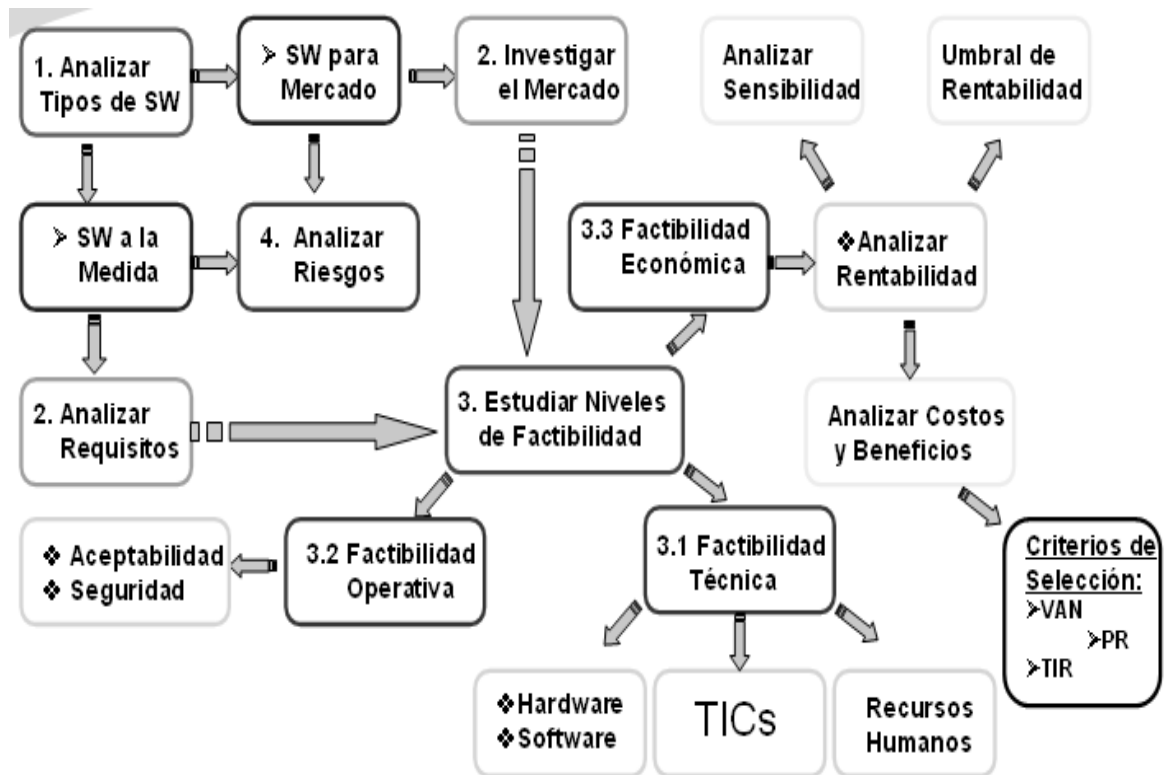 1. Analizar
Tipos de SW
➢ SW para
Mercado
2. Investigar
el Mercado
Analizar
Sensibilidad
Umbral de
Rentabilidad
➢ SW a la
Medida
4. Analizar
Riesgos
3.3 Factibilidad
Económica
❖Analizar
Rentabilidad
2. Analizar
Requisitos
3. Estudiar Niveles
de Factibilidad
Analizar Costos
y Beneficios
❖ Aceptabilidad
❖ Seguridad
3.2 Factibilidad
Operativa
3.1 Factibilidad
Técnica
Criterios de
Selección:
➢VAN
➢PR
➢TIR
❖Hardware
❖Software
TICs
Recursos
Humanos